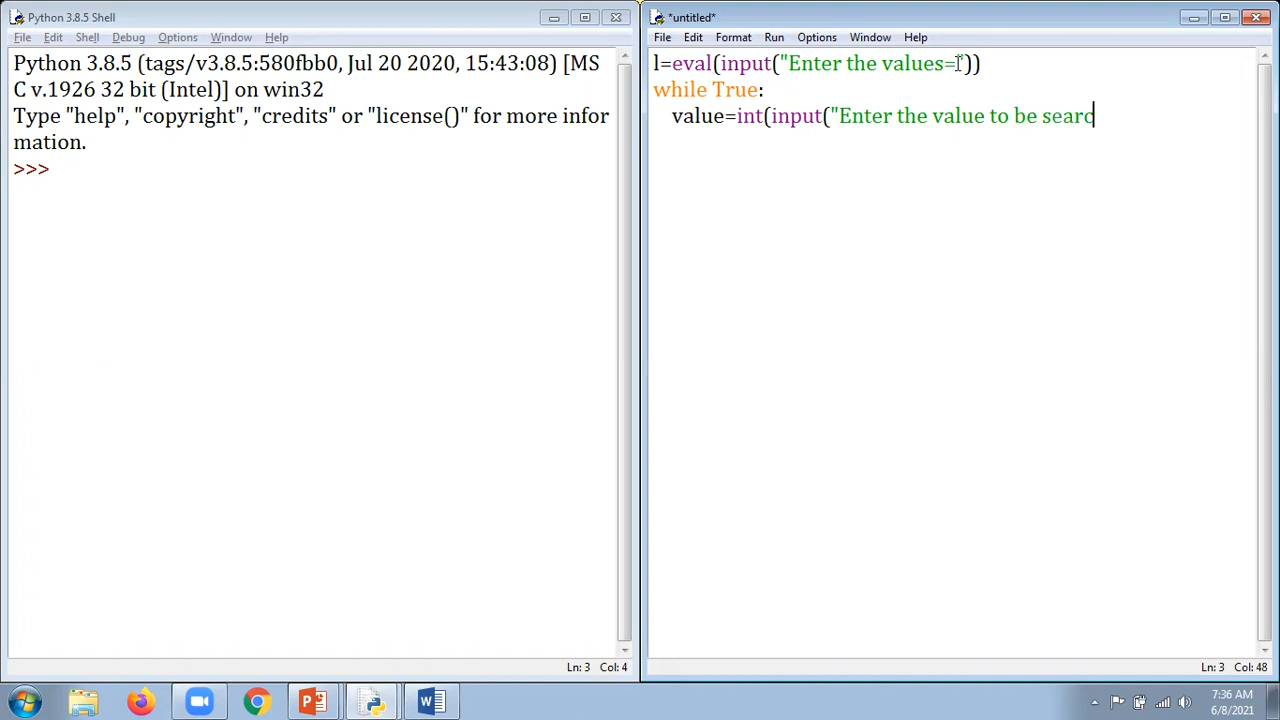 Python 3.8.5 Shell
File Edit Shell Debug Options Window Help
Python 3.8.5 (tags/v3.8.5:580fbb0, Jul 20 2020, 15:43:08) [MS
C v.1926 32 bit (Intel)] on win32
Type "help", "copyright", "credits" or "license()" for more infor
mation.
>>>
Ln: 3 Col: 4
*untitled*
File Edit Format Run Options Window Help
l=eval(input("Enter the values="))
while True:
   value=int(input("Enter the value to be searc
Ln: 3 Col: 48
7:36 AM
6/8/2021